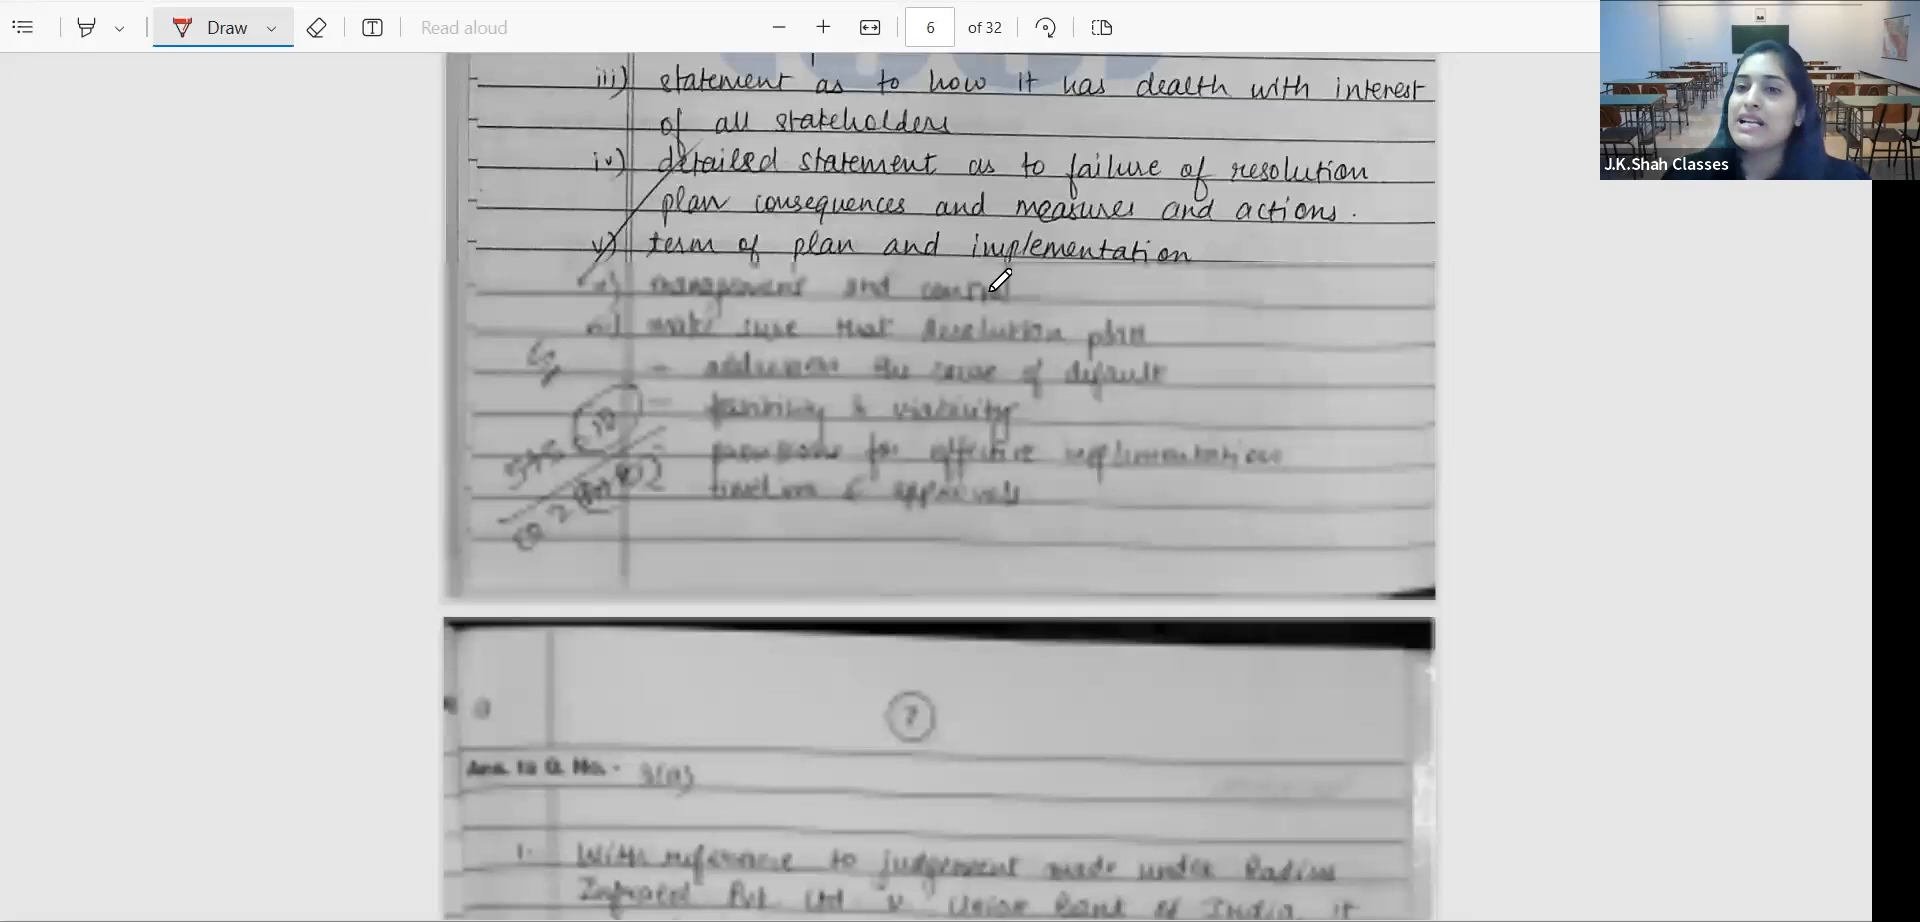 Draw
Read aloud
6 of 32
J.K.Shah Classes
iii) statement as to how it has dealth with interest
of all stakeholders
iv) detailed statement as to failure of resolution
plan consequences and measures and actions.
v) term of plan and implementation
management and control
make sure that Resolution plan
- addresses the cause of default
- feasibility & viability
- provisions for effective implementation
timeline & approvals
7
Ans to Q No. - 3(a)
1. With reference to judgement made under Radius
Infratel Pvt Ltd v. Union Bank of India, it